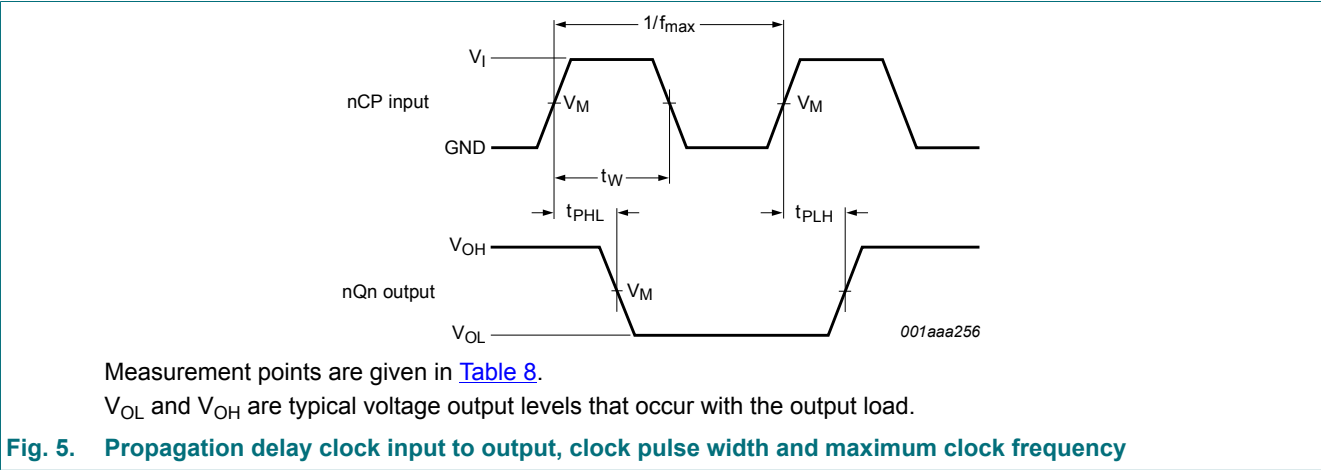 1/fmax
VI
nCP input
VM
VM
GND
tW
tPHL
tPLH
VOH
nQn output
VM
VOL
001aaa256
Measurement points are given in Table 8.
VOL and VOH are typical voltage output levels that occur with the output load.
Fig. 5. Propagation delay clock input to output, clock pulse width and maximum clock frequency